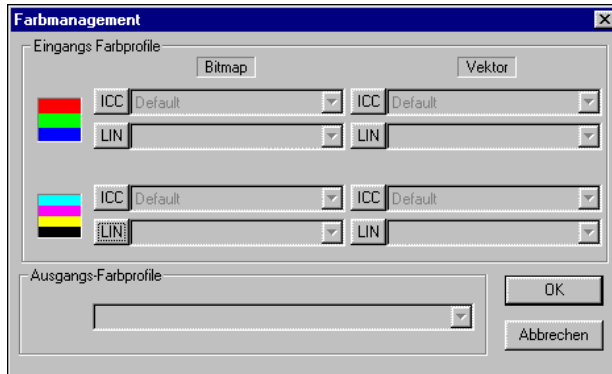 Farbmanagement
Eingangs Farbprofile
Bitmap Vektor
ICC Default ICC Default
LIN LIN
ICC Default ICC Default
LIN LIN
Ausgangs-Farbprofile
OK
Abbrechen